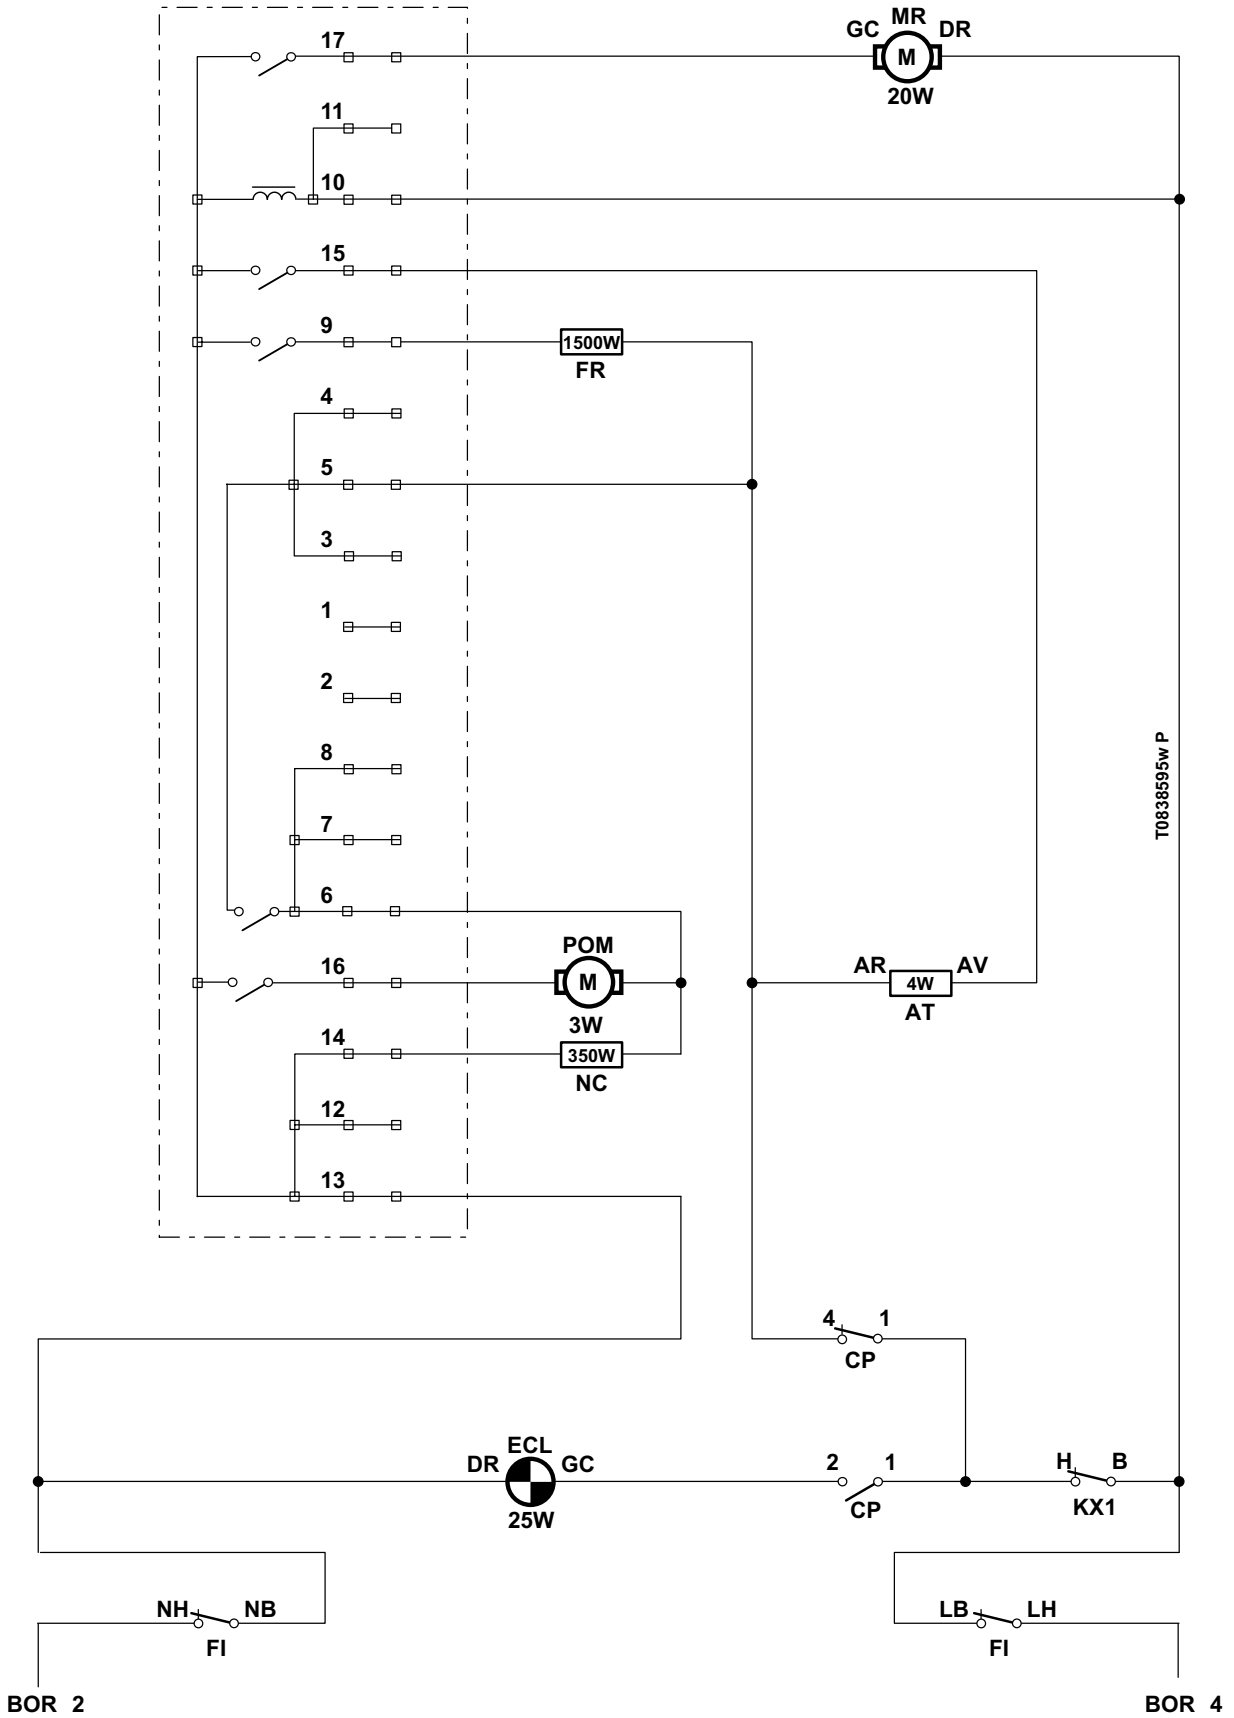 MR
GC DR
M
20W
17
11
10
15
9
1500W
FR
4
5
3
1
2
8
7
6
POM
16
M
3W
AR AV
4W
AT
14
350W
NC
12
13
T0838595w P
4 1
CP
ECL
DR GC
25W
2 1
CP
H B
KX1
NH NB
FI
LB LH
FI
BOR 2
BOR 4